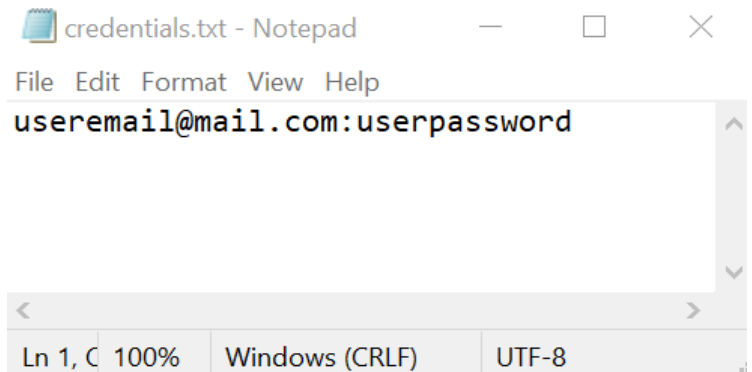 credentials.txt - Notepad
File Edit Format View Help
useremail@mail.com:userpassword
Ln 1, C 100% Windows (CRLF) UTF-8